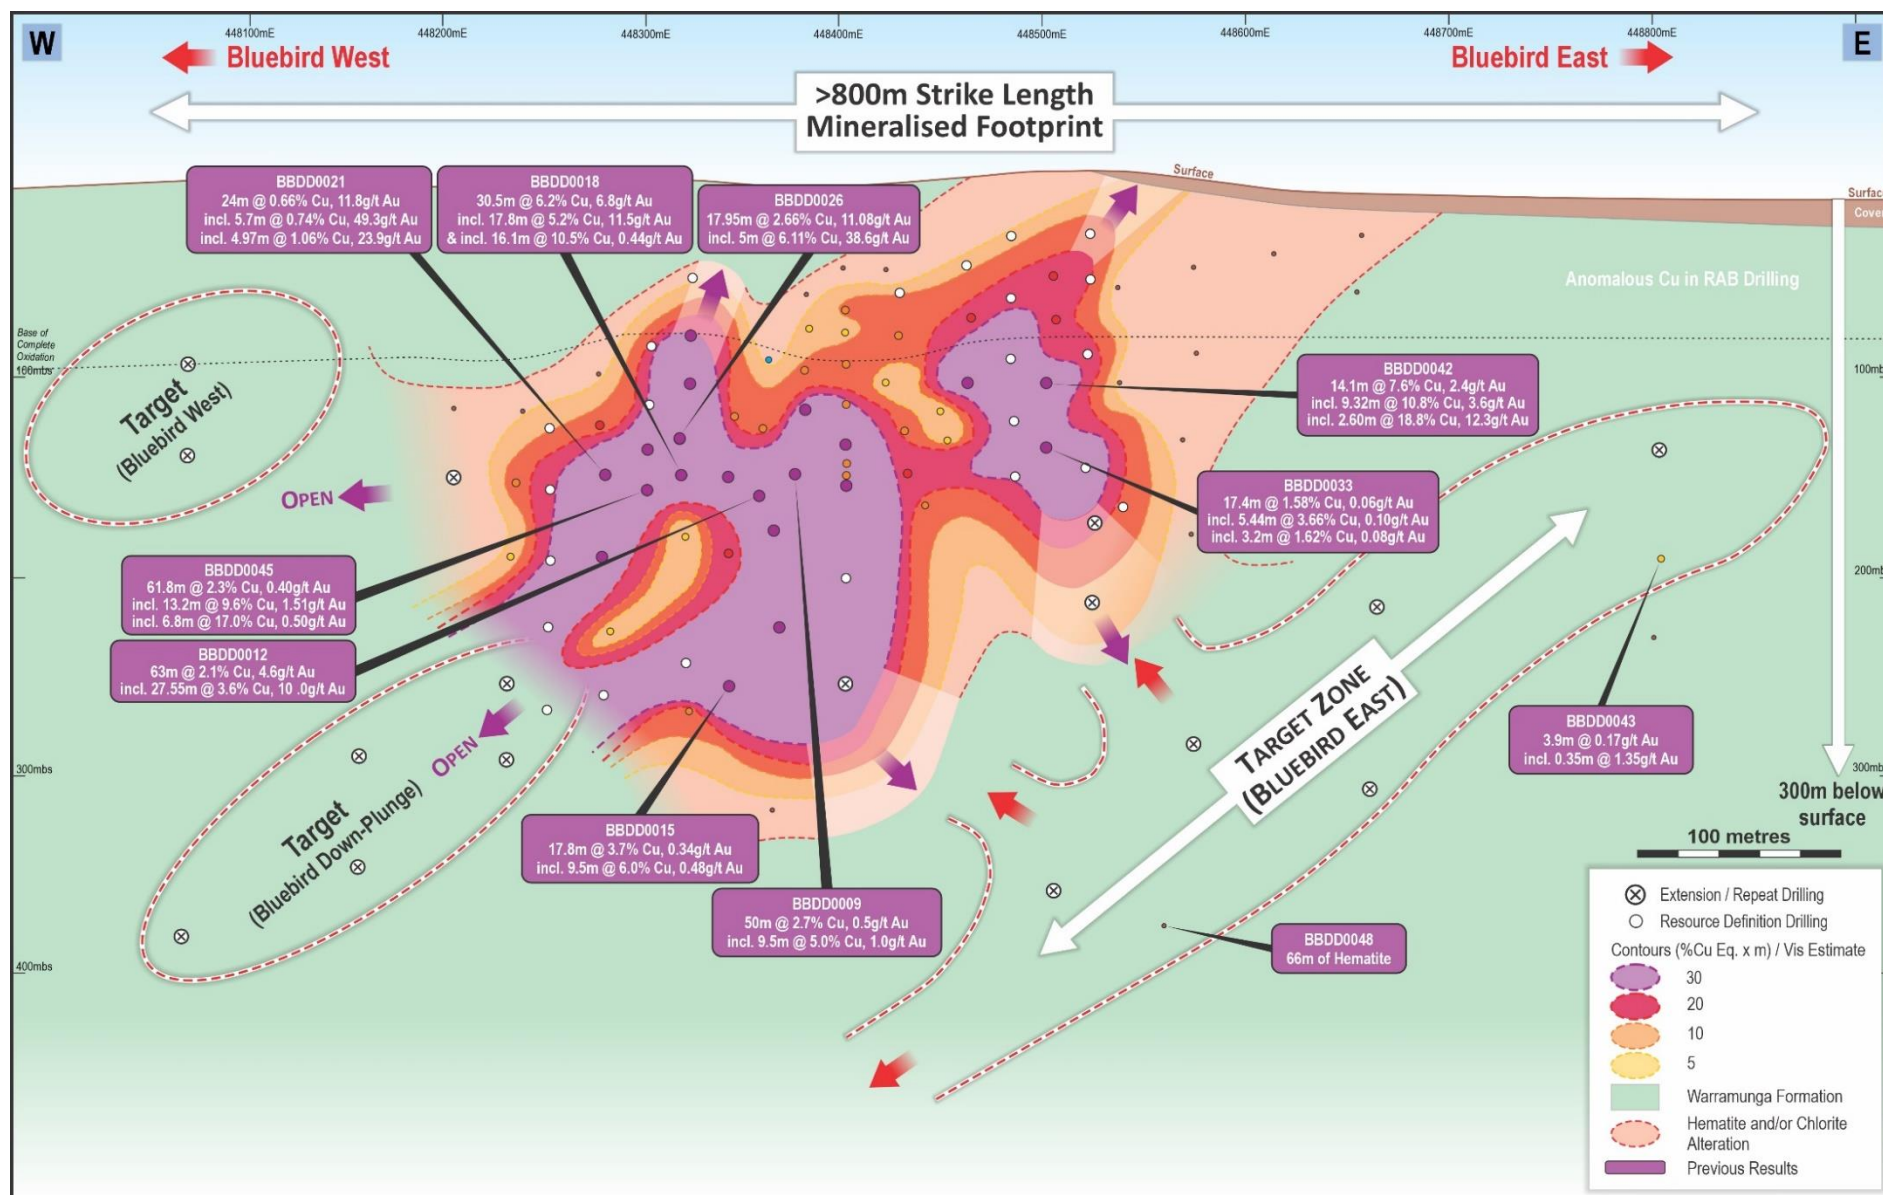 W
448100mE
448200mE
448300mE
448400mE
448500mE
448600mE
448700mE
448800mE
E
Bluebird West
Bluebird East
>800m Strike Length
Mineralised Footprint
BBDD0021
24m @ 0.66% Cu, 11.8g/t Au
incl. 5.7m @ 0.74% Cu, 49.3g/t Au
incl. 4.97m @ 1.06% Cu, 23.9g/t Au
BBDD0018
30.5m @ 6.2% Cu, 6.8g/t Au
incl. 17.8m @ 5.2% Cu, 11.5g/t Au
& incl. 16.1m @ 10.5% Cu, 0.44g/t Au
BBDD0026
17.95m @ 2.66% Cu, 11.08g/t Au
incl. 5m @ 6.11% Cu, 38.6g/t Au
Surface
Surface
Cover
Anomalous Cu in RAB Drilling
Base of
Complete
Oxidation
100mbs
100mbs
Target
(Bluebird West)
OPEN
BBDD0042
14.1m @ 7.6% Cu, 2.4g/t Au
incl. 9.32m @ 10.8% Cu, 3.6g/t Au
incl. 2.60m @ 18.8% Cu, 12.3g/t Au
BBDD0033
17.4m @ 1.58% Cu, 0.06g/t Au
incl. 5.44m @ 3.66% Cu, 0.10g/t Au
incl. 3.2m @ 1.62% Cu, 0.08g/t Au
BBDD0045
61.8m @ 2.3% Cu, 0.40g/t Au
incl. 13.2m @ 9.6% Cu, 1.51g/t Au
incl. 6.8m @ 17.0% Cu, 0.50g/t Au
200mbs
BBDD0012
63m @ 2.1% Cu, 4.6g/t Au
incl. 27.55m @ 3.6% Cu, 10 .0g/t Au
OPEN
Target
(Bluebird Down-Plunge)
TARGET ZONE
(BLUEBIRD EAST)
BBDD0043
3.9m @ 0.17g/t Au
incl. 0.35m @ 1.35g/t Au
300mbs
300mbs
300m below
surface
100 metres
BBDD0015
17.8m @ 3.7% Cu, 0.34g/t Au
incl. 9.5m @ 6.0% Cu, 0.48g/t Au
BBDD0009
50m @ 2.7% Cu, 0.5g/t Au
incl. 9.5m @ 5.0% Cu, 1.0g/t Au
BBDD0048
66m of Hematite
400mbs
Extension / Repeat Drilling
Resource Definition Drilling
Contours (%Cu Eq. x m) / Vis Estimate
30
20
10
5
Warramunga Formation
Hematite and/or Chlorite
Alteration
Previous Results